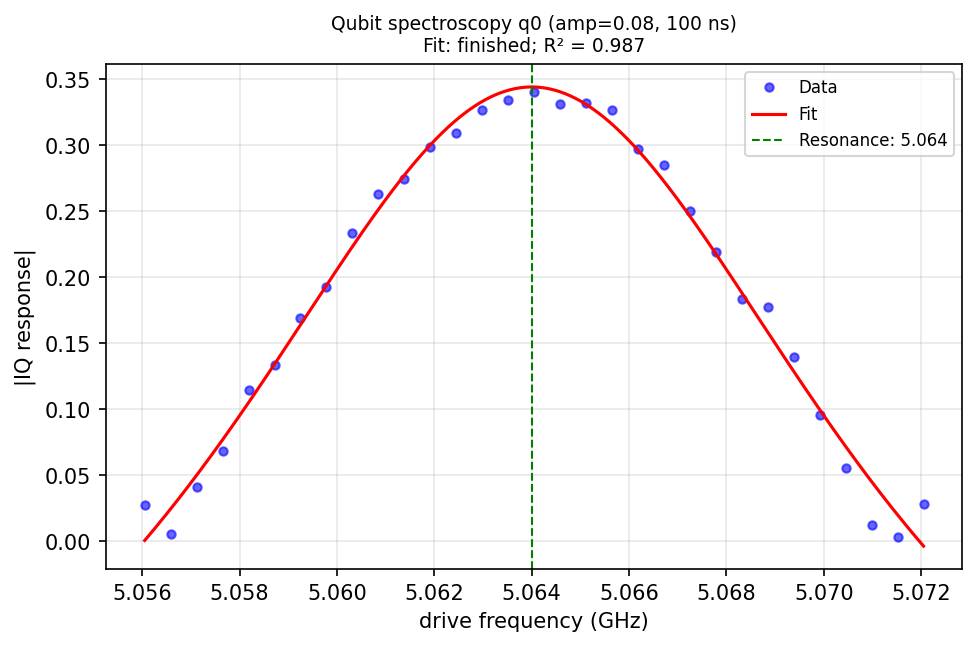 Qubit spectroscopy q0 (amp=0.08, 100 ns)
Fit: finished; R² = 0.987
Data
Fit
Resonance: 5.064
|IQ response|
0.35
0.30
0.25
0.20
0.15
0.10
0.05
0.00
5.056 5.058 5.060 5.062 5.064 5.066 5.068 5.070 5.072
drive frequency (GHz)